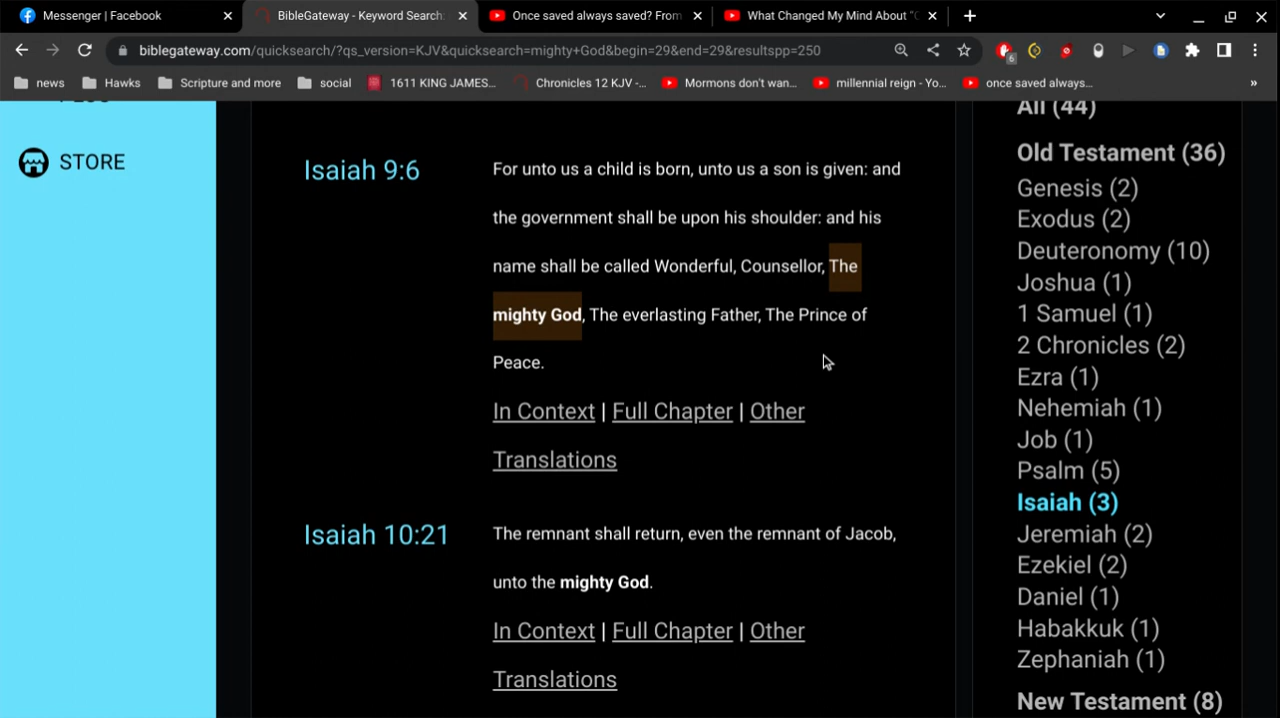 Messenger | Facebook
BibleGateway - Keyword Search:
Once saved always saved? From
What Changed My Mind About "O
biblegateway.com/quicksearch/?qs_version=KJV&quicksearch=mighty+God&begin=29&end=29&resultspp=250
6
news
Hawks
Scripture and more
social
1611 KING JAMES...
Chronicles 12 KJV -...
Mormons don't wan...
millennial reign - Yo...
once saved always...
»
STORE
Isaiah 9:6
For unto us a child is born, unto us a son is given: and
the government shall be upon his shoulder: and his
name shall be called Wonderful, Counsellor, The
mighty God, The everlasting Father, The Prince of
Peace.
In Context | Full Chapter | Other
Translations
Isaiah 10:21
The remnant shall return, even the remnant of Jacob,
unto the mighty God.
In Context | Full Chapter | Other
Translations
All (44)
Old Testament (36)
Genesis (2)
Exodus (2)
Deuteronomy (10)
Joshua (1)
1 Samuel (1)
2 Chronicles (2)
Ezra (1)
Nehemiah (1)
Job (1)
Psalm (5)
Isaiah (3)
Jeremiah (2)
Ezekiel (2)
Daniel (1)
Habakkuk (1)
Zephaniah (1)
New Testament (8)